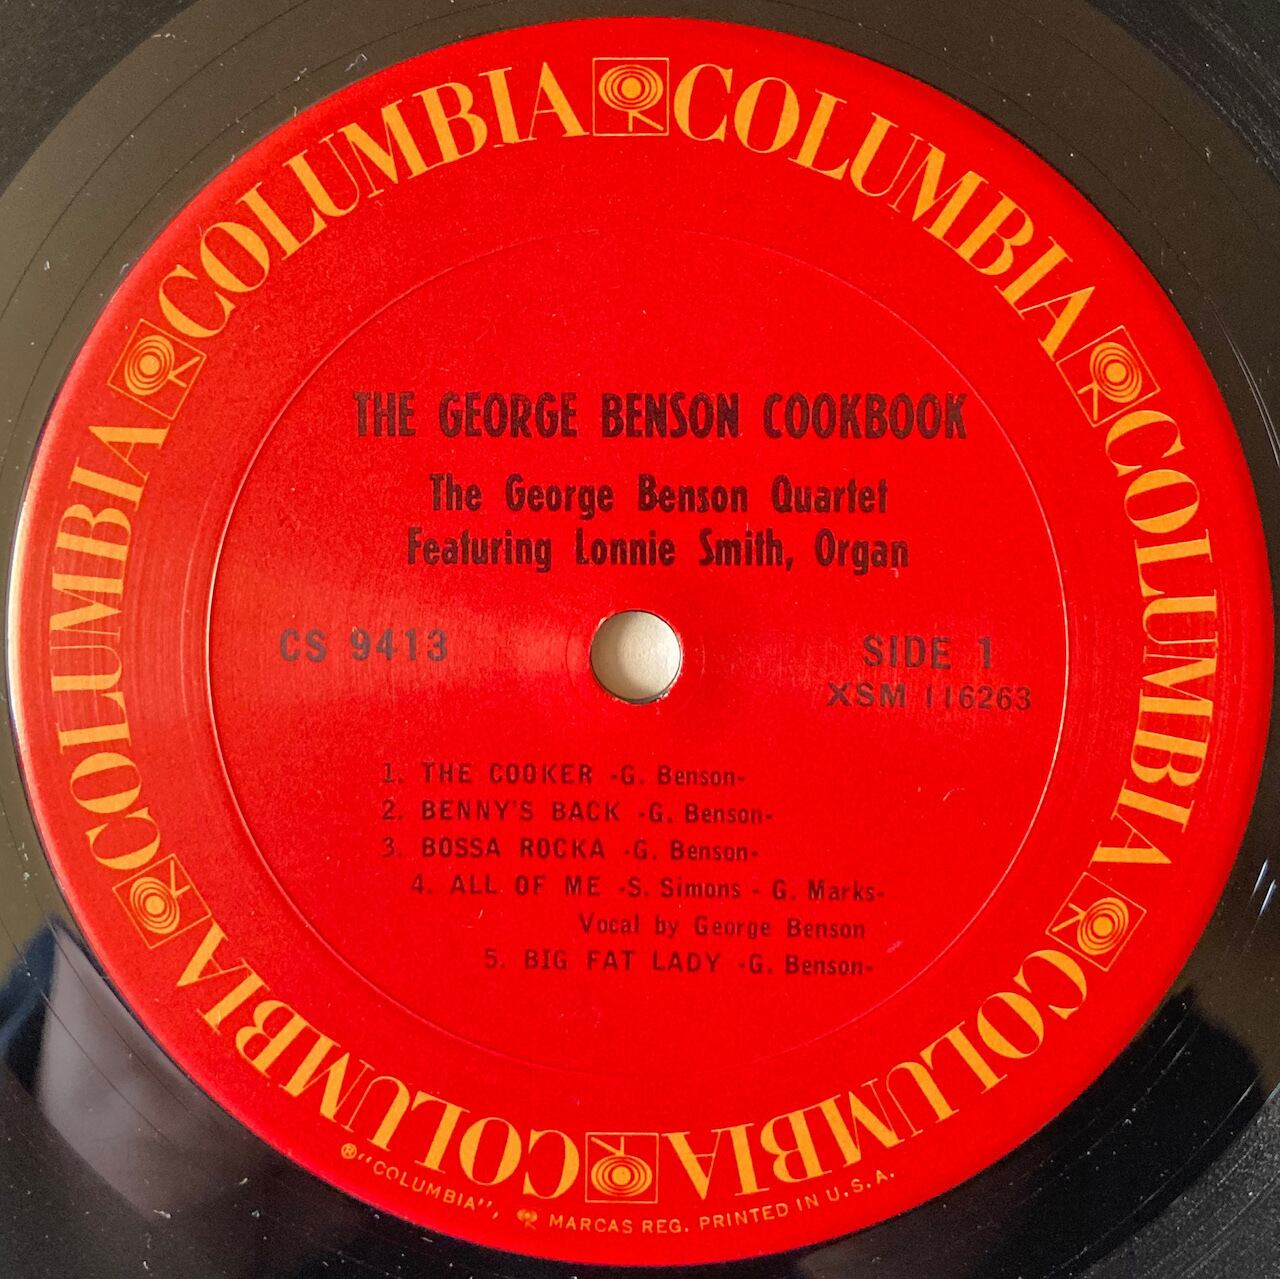 COLUMBIA COLUMBIA COLUMBIA COLUMBIA COLUMBIA COLUMBIA
THE GEORGE BENSON COOKBOOK
The George Benson Quartet
Featuring Lonnie Smith, Organ
CS 9413
SIDE 1
XSM 116263
1. THE COOKER -G. Benson-
2. BENNY'S BACK -G. Benson-
3. BOSSA ROCKA -G. Benson-
4. ALL OF ME -S. Simons - G. Marks-
Vocal by George Benson
5. BIG FAT LADY -G. Benson-
®"COLUMBIA", MARCAS REG. PRINTED IN U.S.A.